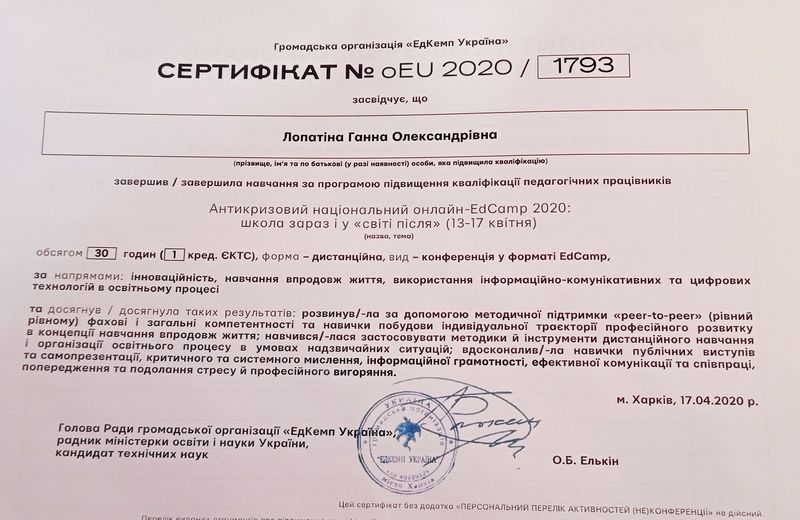 Громадська організація «ЕдКемп Україна»
СЕРТИФІКАТ № oEU 2020 / 1793
засвідчує, що
Лопатіна Ганна Олександрівна
(прізвище, ім'я та по батькові (у разі наявності) особи, яка підвищила кваліфікацію)
завершив / завершила навчання за програмою підвищення кваліфікації педагогічних працівників
Антикризовий національний онлайн-EdCamp 2020:
школа зараз і у «світі після» (13-17 квітня)
(назва, тема)
обсягом 30 годин (1 кред. ЄКТС), форма – дистанційна, вид – конференція у форматі EdCamp,
за напрямами: інноваційність, навчання впродовж життя, використання інформаційно-комунікативних та цифрових
технологій в освітньому процесі
та досягнув / досягнула таких результатів: розвинув/-ла за допомогою методичної підтримки «peer-to-peer» (рівний
рівному) фахові і загальні компетентності та навички побудови індивідуальної траєкторії професійного розвитку
в концепції навчання впродовж життя; навчився/-лася застосовувати методики й інструменти дистанційного навчання
і організації освітнього процесу в умовах надзвичайних ситуацій; вдосконалив/-ла навички публічних виступів
та самопрезентації, критичного та системного мислення, інформаційної грамотності, ефективної комунікації та співпраці,
попередження та подолання стресу й професійного вигоряння.
м. Харків, 17.04.2020 р.
Голова Ради громадської організації «ЕдКемп Україна»,
радник міністерки освіти і науки України,
кандидат технічних наук
УКРАЇНА
громадська організація
"ЕДКЕМП УКРАЇНА"
місто Харків
О.Б. Елькін
Цей сертифікат без додатка «ПЕРСОНАЛЬНИЙ ПЕРЕЛІК АКТИВНОСТЕЙ (НЕ)КОНФЕРЕНЦІЇ» не дійсний.